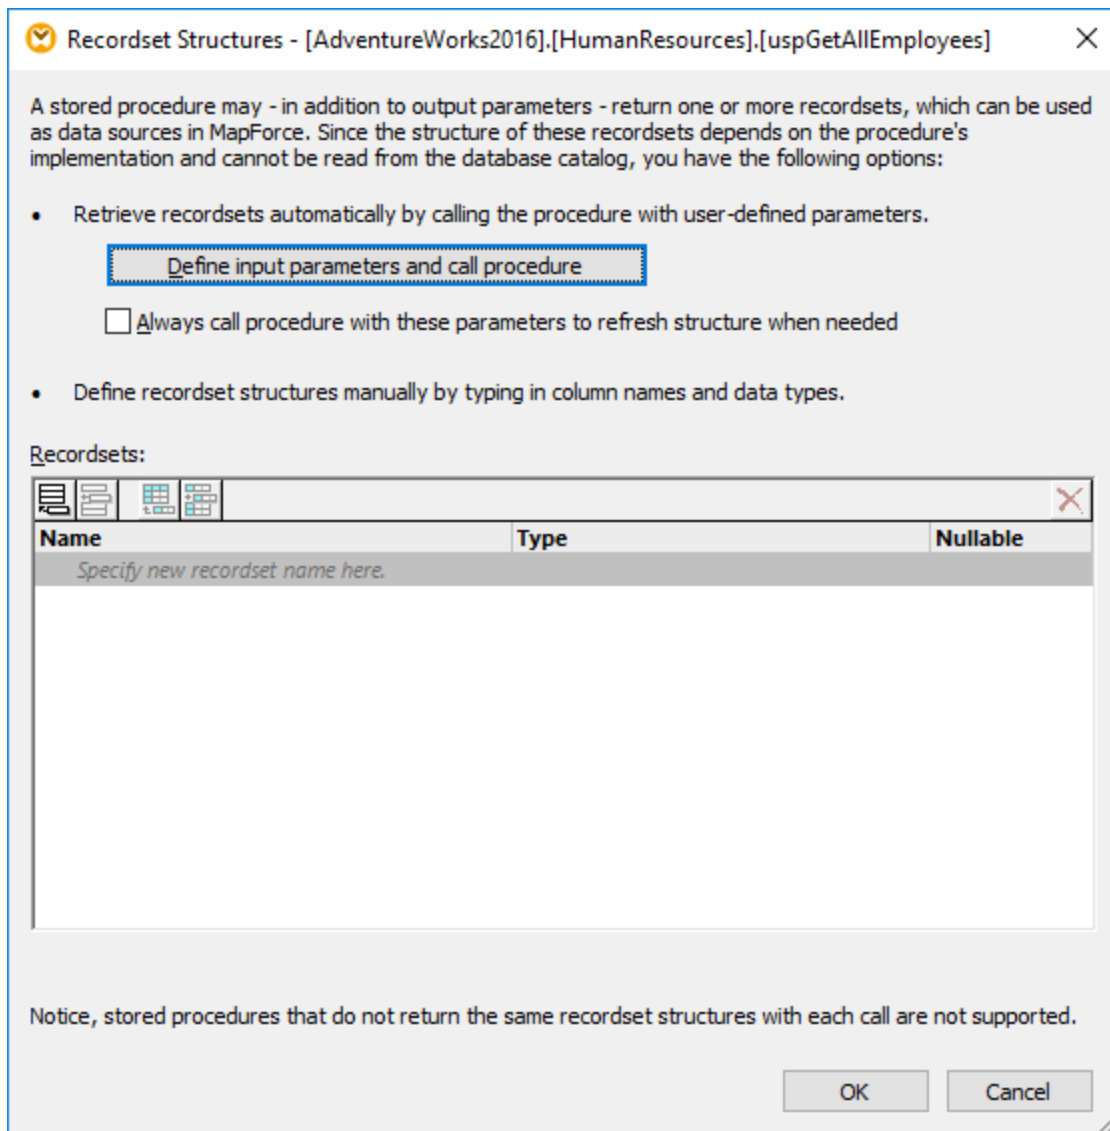 Recordset Structures - [AdventureWorks2016].[HumanResources].[uspGetAllEmployees]
A stored procedure may - in addition to output parameters - return one or more recordsets, which can be used
as data sources in MapForce. Since the structure of these recordsets depends on the procedure's
implementation and cannot be read from the database catalog, you have the following options:
• Retrieve recordsets automatically by calling the procedure with user-defined parameters.
Define input parameters and call procedure
Always call procedure with these parameters to refresh structure when needed
• Define recordset structures manually by typing in column names and data types.
Recordsets:
Name Type Nullable
Specify new recordset name here.
Notice, stored procedures that do not return the same recordset structures with each call are not supported.
OK Cancel